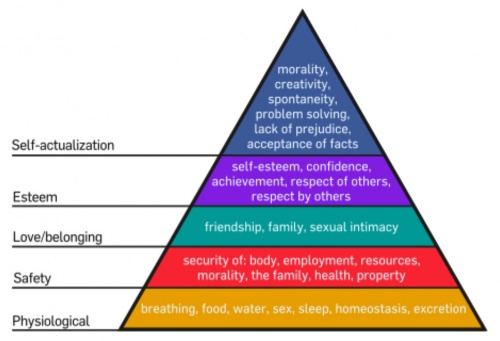 morality,
creativity,
spontaneity,
problem solving,
lack of prejudice,
acceptance of facts
Self-actualization
self-esteem, confidence,
achievement, respect of others,
respect by others
Esteem
friendship, family, sexual intimacy
Love/belonging
security of: body, employment, resources,
morality, the family, health, property
Safety
breathing, food, water, sex, sleep, homeostasis, excretion
Physiological